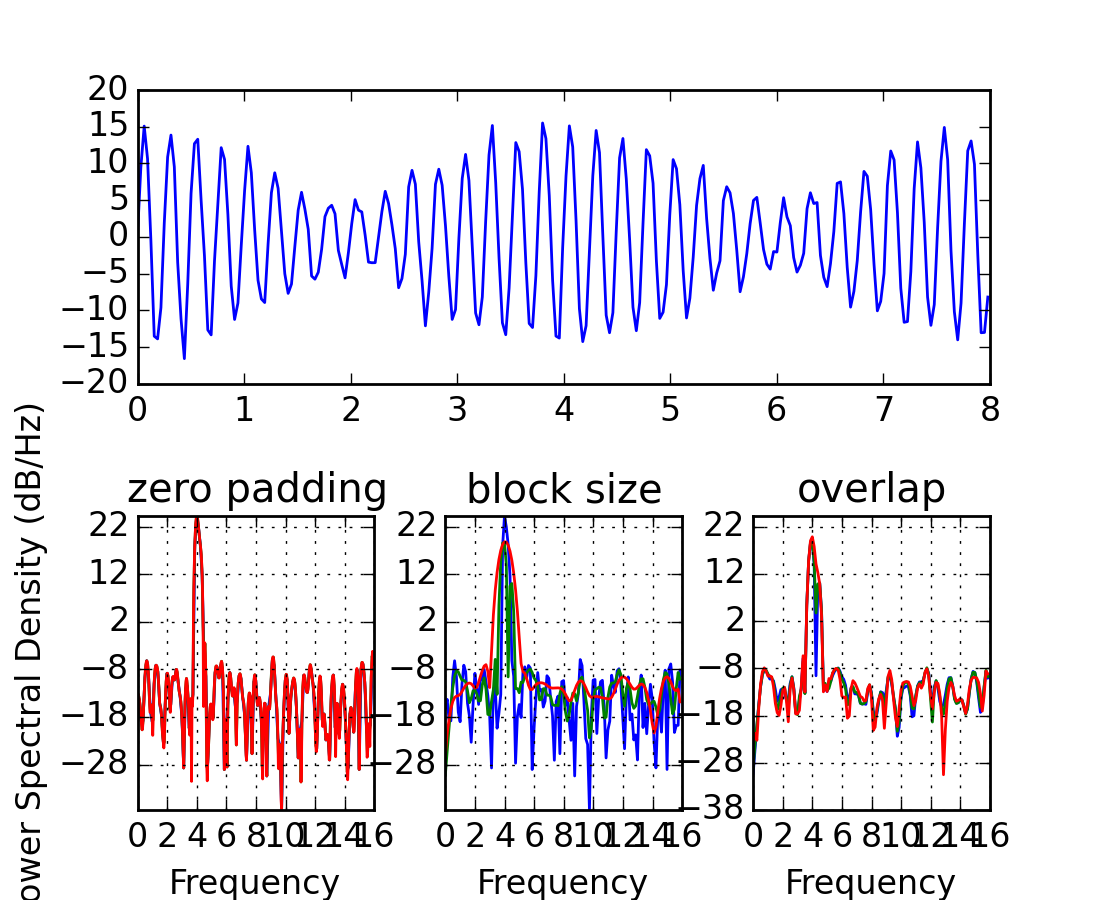 20
15
10
5
0
−5
−10
−15
−20
0 1 2 3 4 5 6 7 8
ower Spectral Density (dB/Hz)
zero padding
22
12
2
−8
−18
−28
0 2 4 6 8 10 12 14 16
Frequency
block size
22
12
2
−8
−18
−28
0 2 4 6 8 10 12 14 16
Frequency
overlap
22
12
2
−8
−18
−28
−38
0 2 4 6 8 10 12 14 16
Frequency